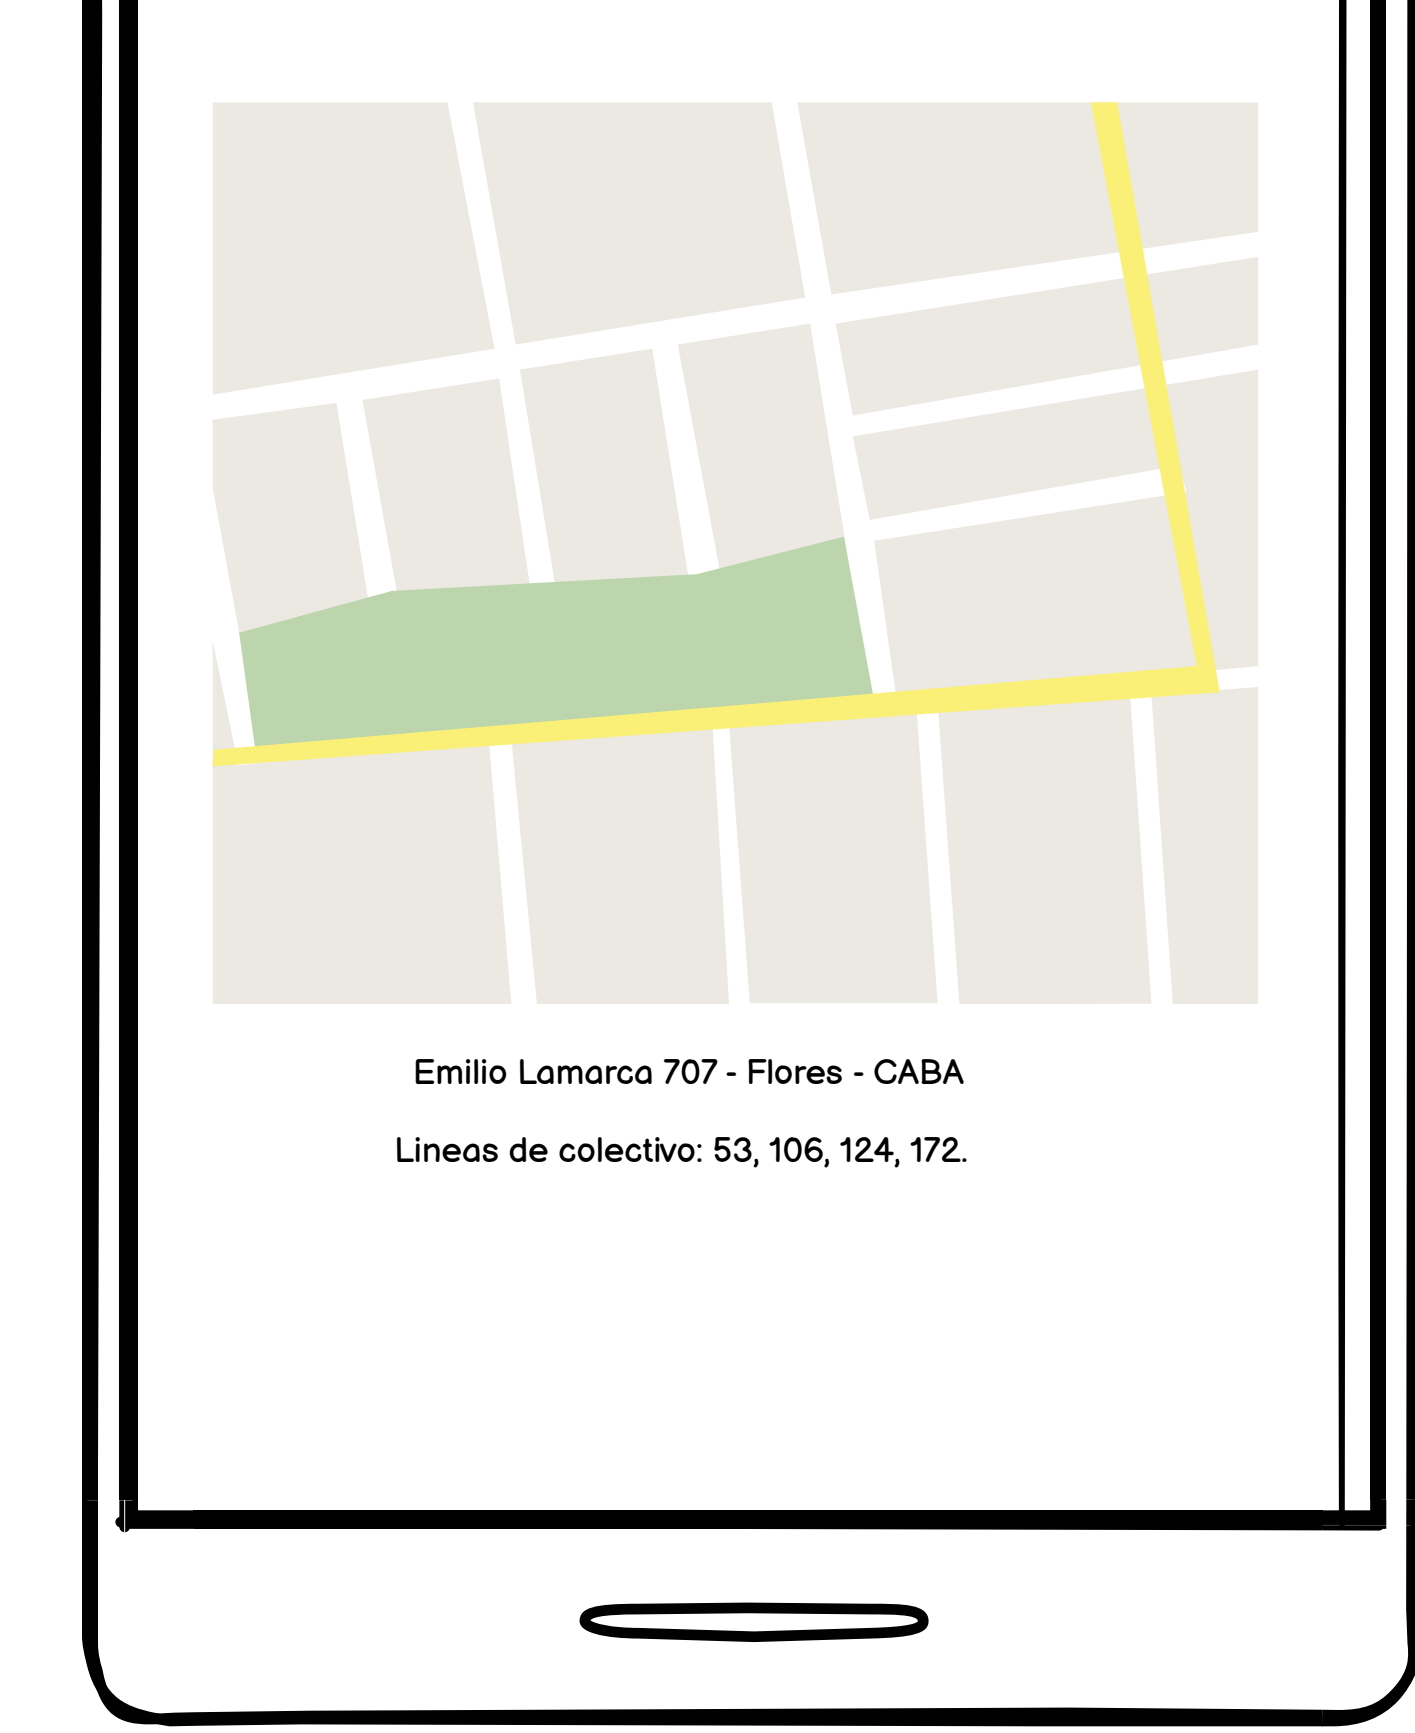 Emilio Lamarca 707 - Flores - CABA
Lineas de colectivo: 53, 106, 124, 172.